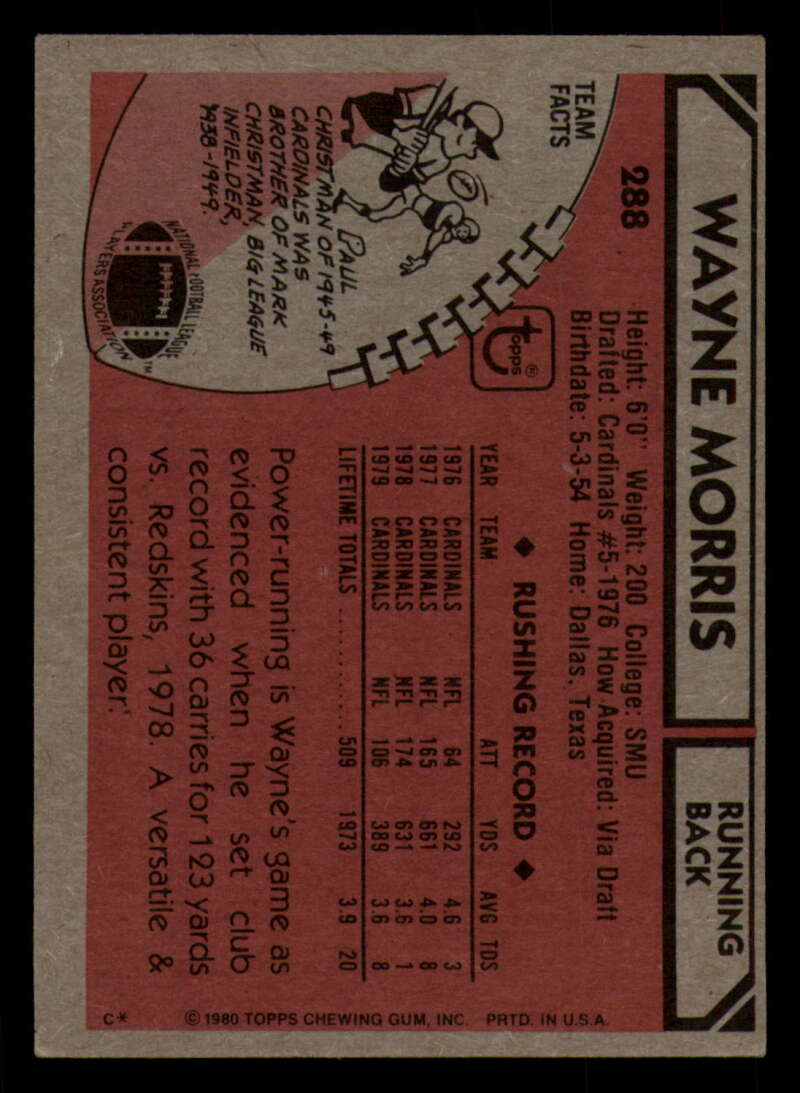 WAYNE MORRIS
RUNNING
BACK
288
Height: 6'0" Weight: 200 College: SMU
Drafted: Cardinals #5-1976 How Acquired: Via Draft
Birthdate: 5-3-54 Home: Dallas, Texas
TEAM
FACTS
PAUL
CHRISTMAN OF 1945-49
CARDINALS WAS
BROTHER OF MARK
CHRISTMAN, BIG LEAGUE
INFIELDER,
1938-1949.
NATIONAL FOOTBALL LEAGUE
PLAYERS ASSOCIATION
TM
topps®
◆ RUSHING RECORD ◆
YEAR TEAM ATT YDS AVG TDS
1976 CARDINALS NFL 64 292 4.6 3
1977 CARDINALS NFL 165 661 4.0 8
1978 CARDINALS NFL 174 631 3.6 1
1979 CARDINALS NFL 106 389 3.6 8
LIFETIME TOTALS ............ 509 1973 3.9 20
Power-running is Wayne's game as
evidenced when he set club
record with 36 carries for 123 yards
vs. Redskins, 1978. A versatile &
consistent player.
C* © 1980 TOPPS CHEWING GUM, INC. PRTD. IN U.S.A.